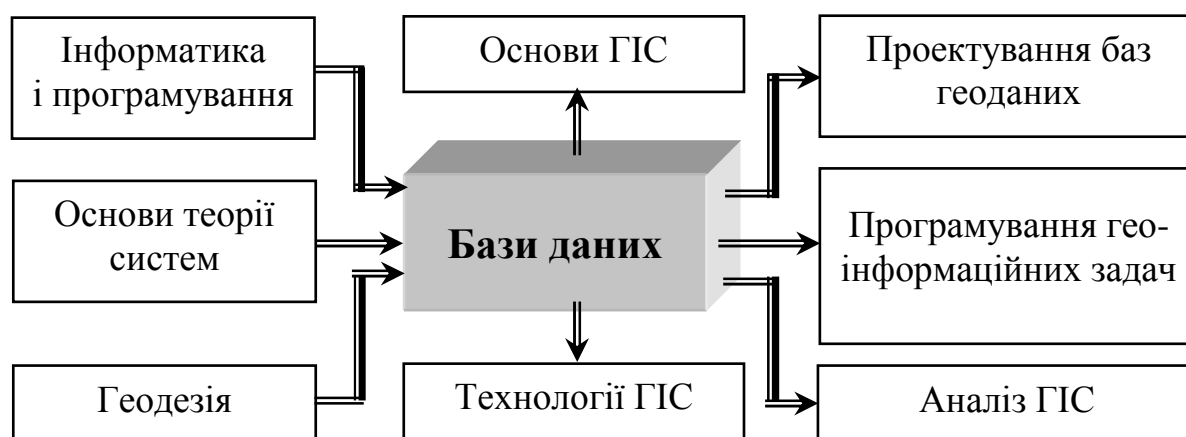 Інформатика
і програмування
Основи теорії
систем
Геодезія
Основи ГІС
Бази даних
Технології ГІС
Проектування баз
геоданих
Програмування гео-
інформаційних задач
Аналіз ГІС